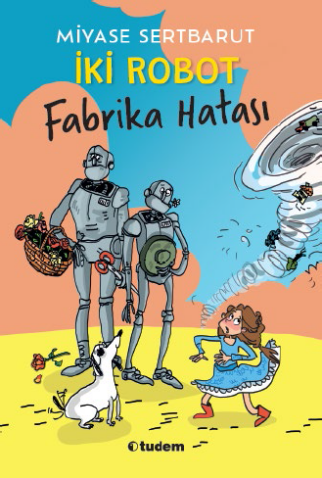 MİYASE SERTBARUT
İKİ ROBOT
Fabrika Hatası
tudem